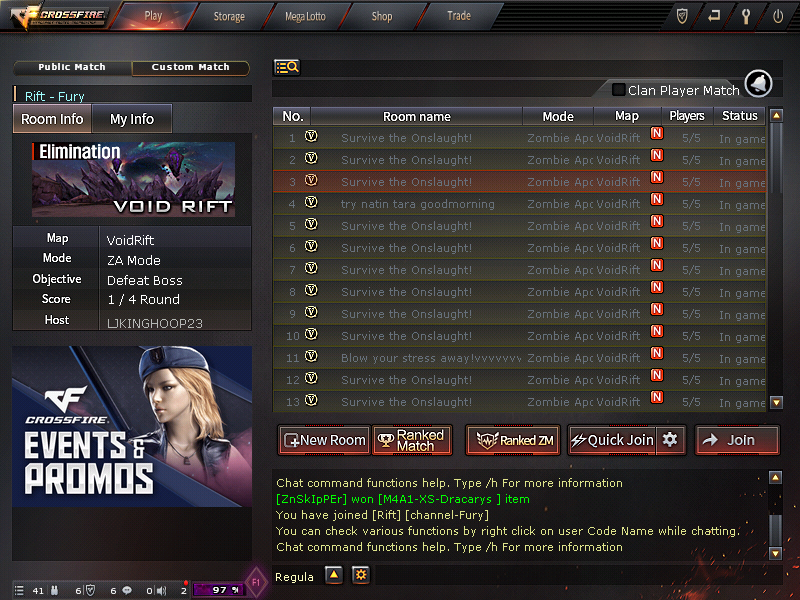 CROSSFIRE
Play
Storage
Mega Lotto
Shop
Trade
Public Match
Custom Match
Rift - Fury
Room Info
My Info
Elimination
VOID RIFT
Map VoidRift
Mode ZA Mode
Objective Defeat Boss
Score 1 / 4 Round
Host LJKINGHOOP23
CROSSFIRE
EVENTS &
PROMOS
Clan Player Match
No. Room name Mode Map Players Status
1 V Survive the Onslaught! Zombie Apc VoidRift N 5/5 In game
2 V Survive the Onslaught! Zombie Apc VoidRift N 5/5 In game
3 V Survive the Onslaught! Zombie Apc VoidRift N 5/5 In game
4 V try natin tara goodmorning Zombie Apc VoidRift N 5/5 In game
5 V Survive the Onslaught! Zombie Apc VoidRift N 5/5 In game
6 V Survive the Onslaught! Zombie Apc VoidRift N 5/5 In game
7 V Survive the Onslaught! Zombie Apc VoidRift N 5/5 In game
8 V Survive the Onslaught! Zombie Apc VoidRift N 5/5 In game
9 V Survive the Onslaught! Zombie Apc VoidRift N 5/5 In game
10 V Survive the Onslaught! Zombie Apc VoidRift N 5/5 In game
11 V Blow your stress away!vvvvvvv Zombie Apc VoidRift N 5/5 In game
12 V Survive the Onslaught! Zombie Apc VoidRift N 5/5 In game
13 V Survive the Onslaught! Zombie Apc VoidRift N 5/5 In game
New Room
Ranked
Match
Ranked ZM
Quick Join
Join
Chat command functions help. Type /h For more information
[ZnSkIpPEr] won [M4A1-XS-Dracarys ] item
You have joined [Rift] [channel-Fury]
You can check various functions by right click on user Code Name while chatting.
Chat command functions help. Type /h For more information
Regula
41 6 6 0 2 97 % F1